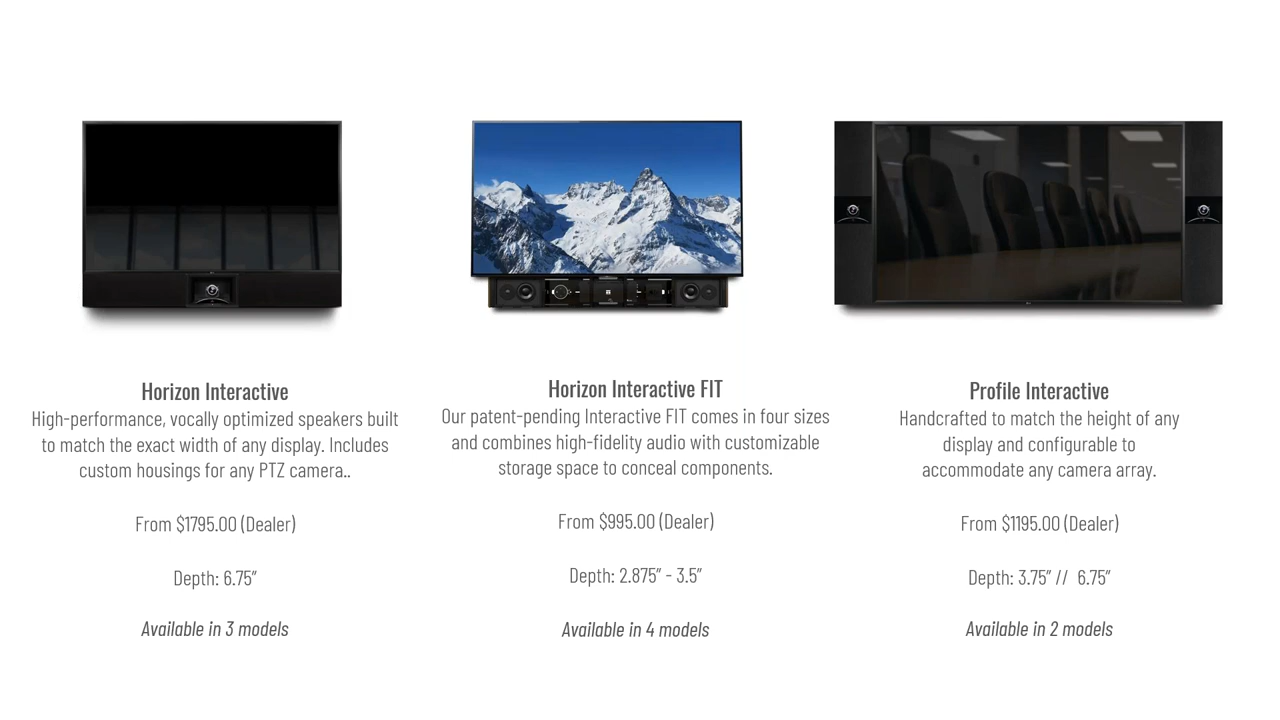 Horizon Interactive
High-performance, vocally optimized speakers built
to match the exact width of any display. Includes
custom housings for any PTZ camera..
From $1795.00 (Dealer)
Depth: 6.75"
Available in 3 models
Horizon Interactive FIT
Our patent-pending Interactive FIT comes in four sizes
and combines high-fidelity audio with customizable
storage space to conceal components.
From $995.00 (Dealer)
Depth: 2.875" - 3.5"
Available in 4 models
Profile Interactive
Handcrafted to match the height of any
display and configurable to
accommodate any camera array.
From $1195.00 (Dealer)
Depth: 3.75" //  6.75"
Available in 2 models